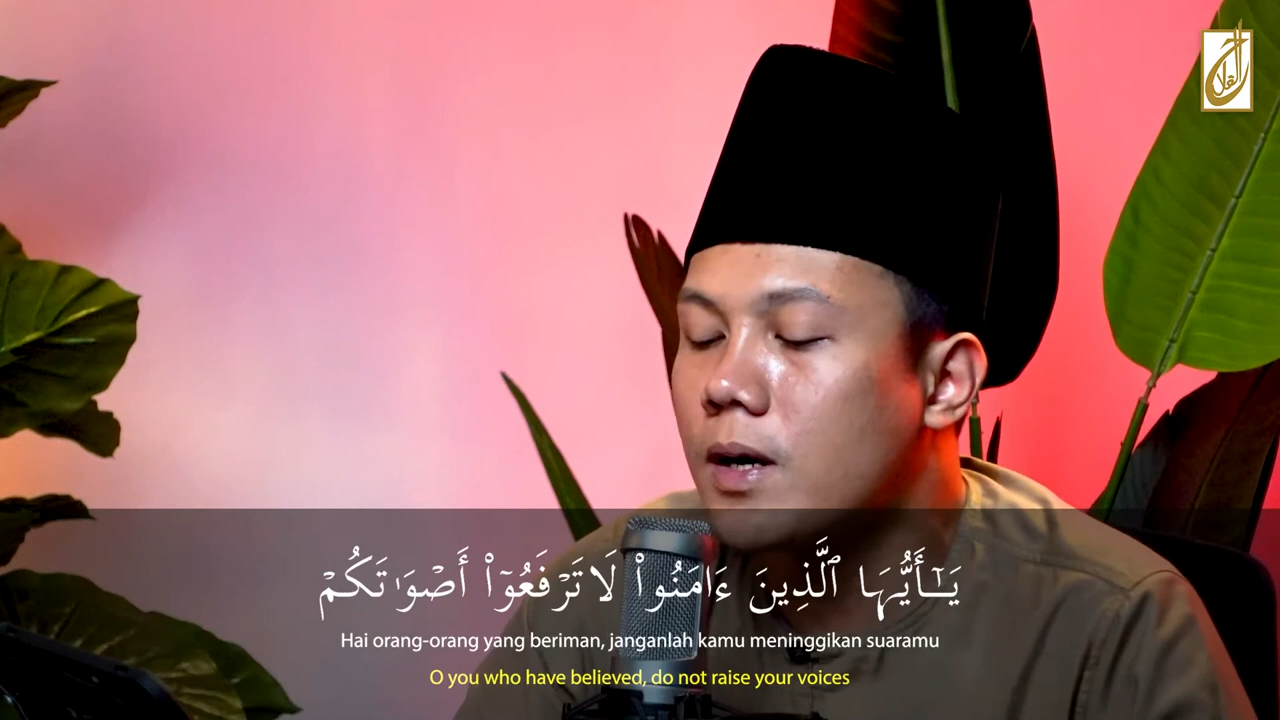 العلاج
يَـٰٓأَيُّهَا ٱلَّذِينَ ءَامَنُوا۟ لَا تَرْفَعُوٓا۟ أَصْوَٰتَكُمْ
Hai orang-orang yang beriman, janganlah kamu meninggikan suaramu
O you who have believed, do not raise your voices